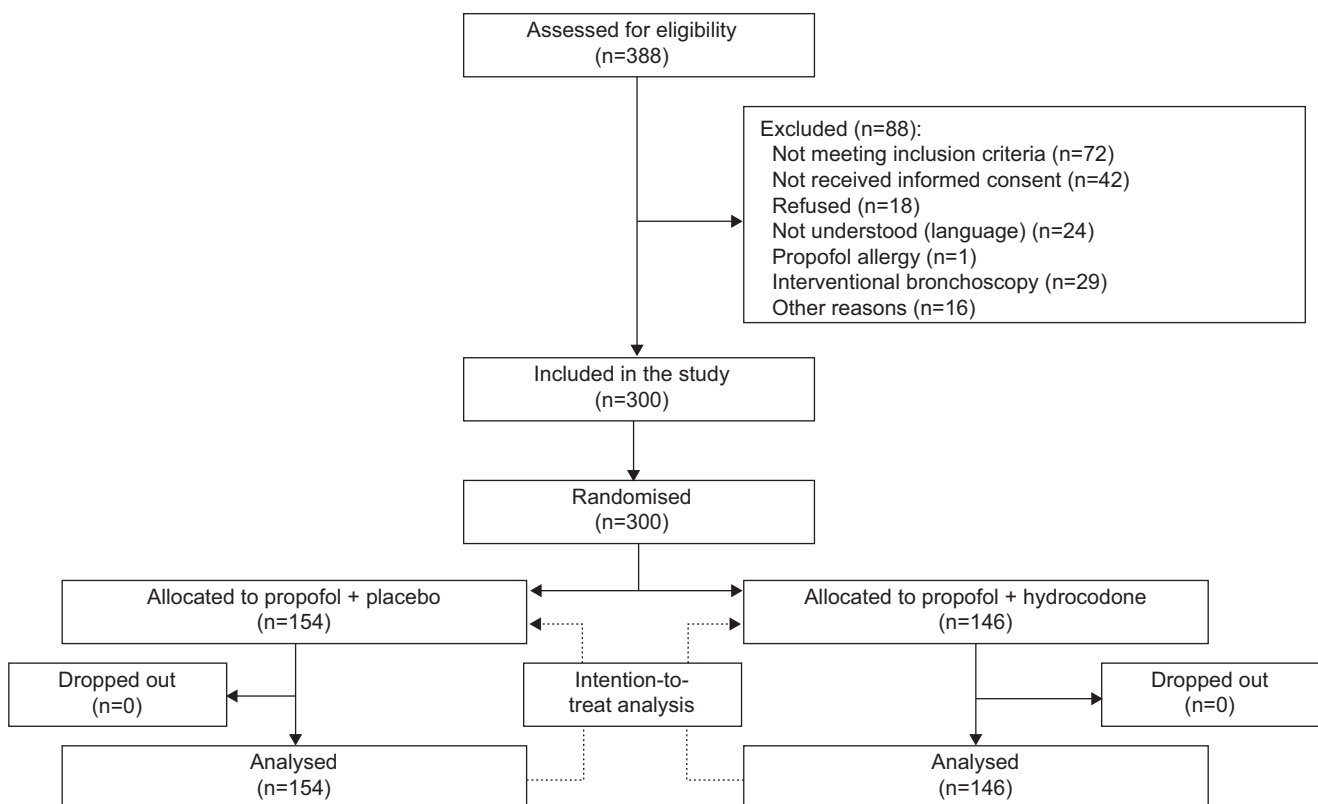 Assessed for eligibility
(n=388)
Excluded (n=88):
Not meeting inclusion criteria (n=72)
Not received informed consent (n=42)
Refused (n=18)
Not understood (language) (n=24)
Propofol allergy (n=1)
Interventional bronchoscopy (n=29)
Other reasons (n=16)
Included in the study
(n=300)
Randomised
(n=300)
Allocated to propofol + placebo
(n=154)
Allocated to propofol + hydrocodone
(n=146)
Dropped out
(n=0)
Intention-to-
treat analysis
Dropped out
(n=0)
Analysed
(n=154)
Analysed
(n=146)